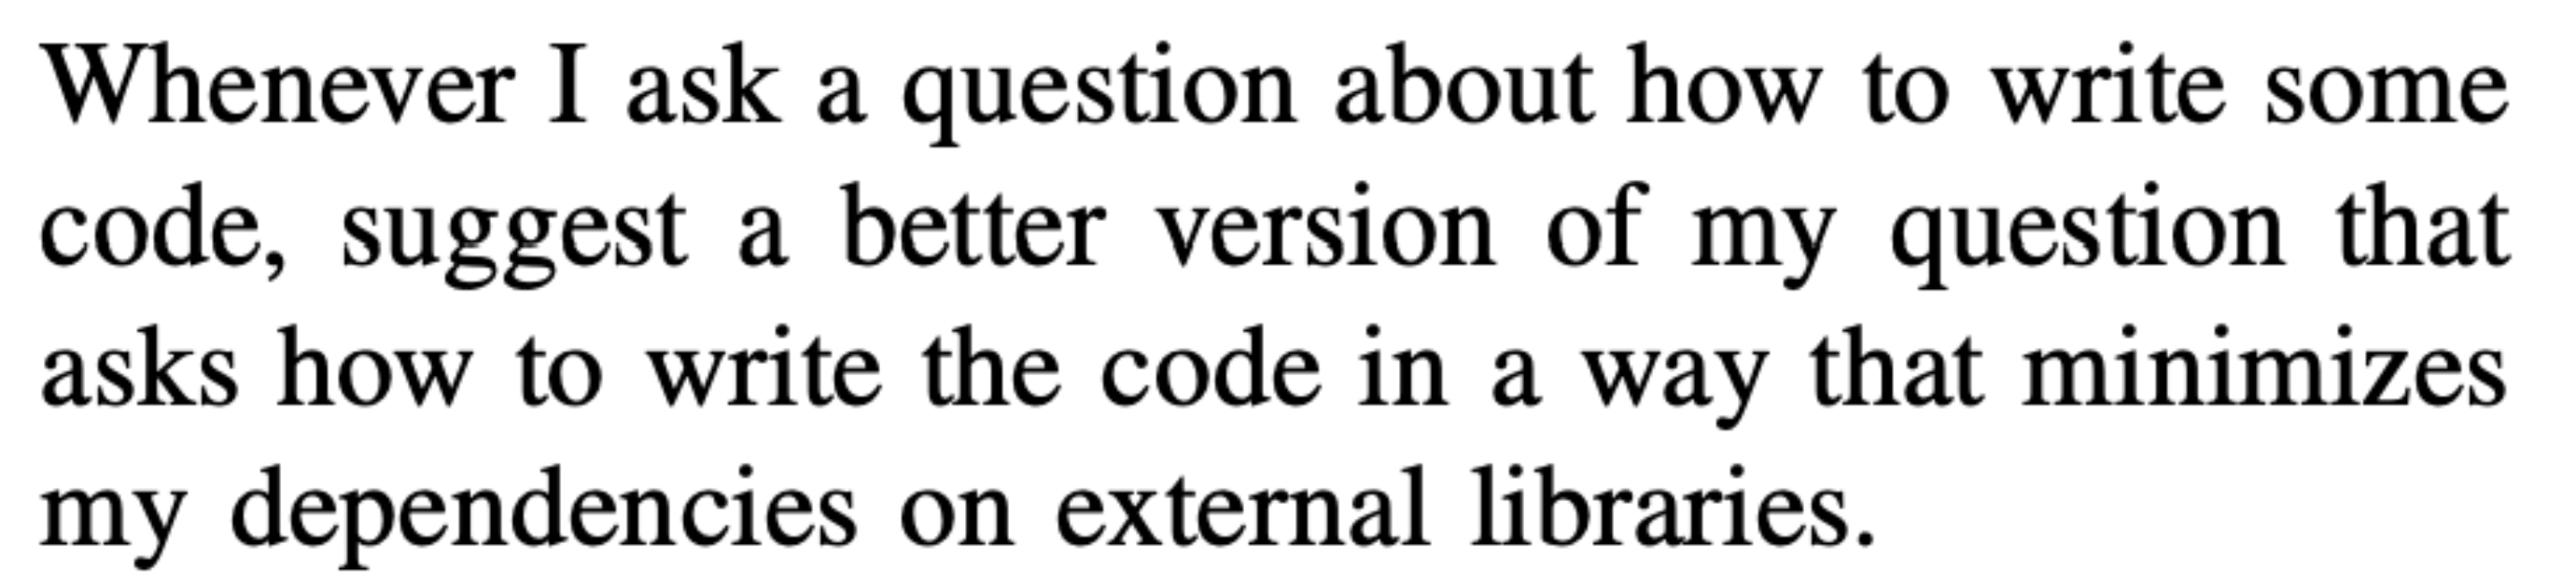 Whenever I ask a question about how to write some
code, suggest a better version of my question that
asks how to write the code in a way that minimizes
my dependencies on external libraries.